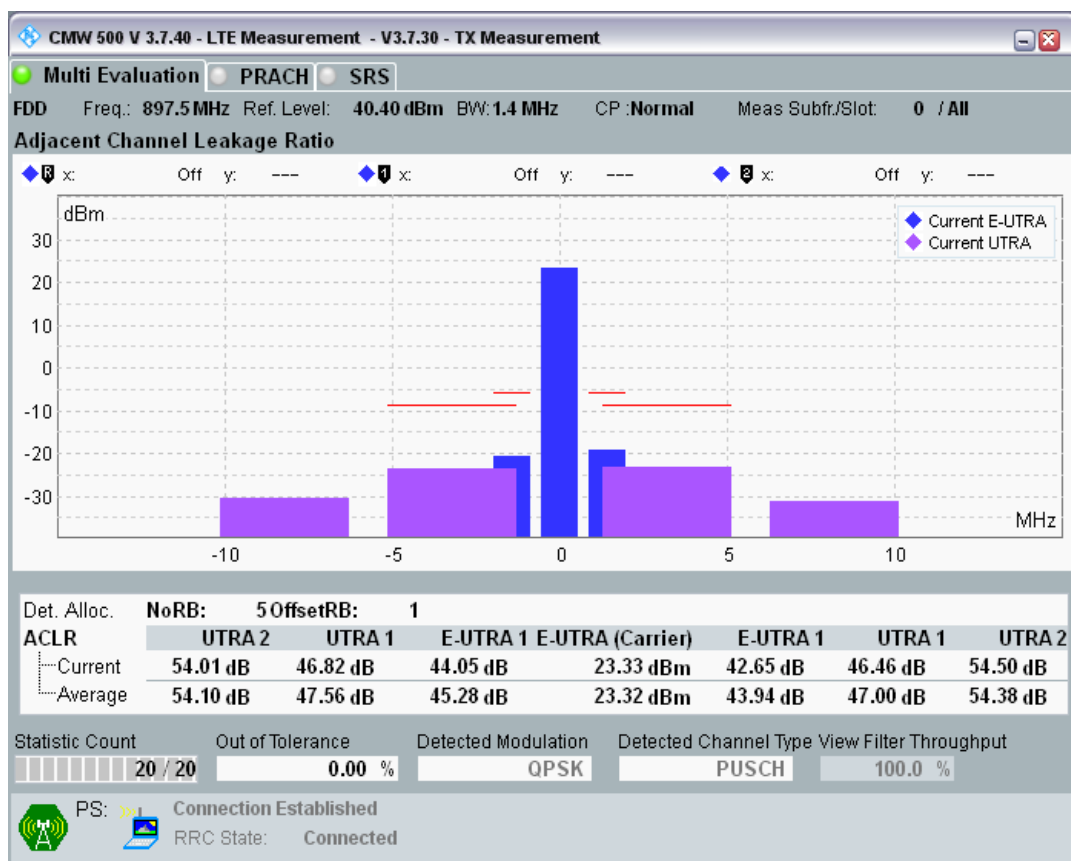 CMW 500 V 3.7.40 - LTE Measurement - V3.7.30 - TX Measurement
Multi Evaluation PRACH SRS
FDD Freq.: 897.5 MHz Ref. Level: 40.40 dBm BW: 1.4 MHz CP :Normal Meas Subfr./Slot: 0 / All
Adjacent Channel Leakage Ratio
R x: Off y: --- 1 x: Off y: --- 2 x: Off y: ---
dBm
Current E-UTRA
Current UTRA
30
20
10
0
-10
-20
-30
MHz
-10 -5 0 5 10
Det. Alloc. NoRB: 5 OffsetRB: 1
ACLR UTRA 2 UTRA 1 E-UTRA 1 E-UTRA (Carrier) E-UTRA 1 UTRA 1 UTRA 2
Current 54.01 dB 46.82 dB 44.05 dB 23.33 dBm 42.65 dB 46.46 dB 54.50 dB
Average 54.10 dB 47.56 dB 45.28 dB 23.32 dBm 43.94 dB 47.00 dB 54.38 dB
Statistic Count Out of Tolerance Detected Modulation Detected Channel Type View Filter Throughput
20 / 20 0.00 % QPSK PUSCH 100.0 %
PS: Connection Established
RRC State: Connected